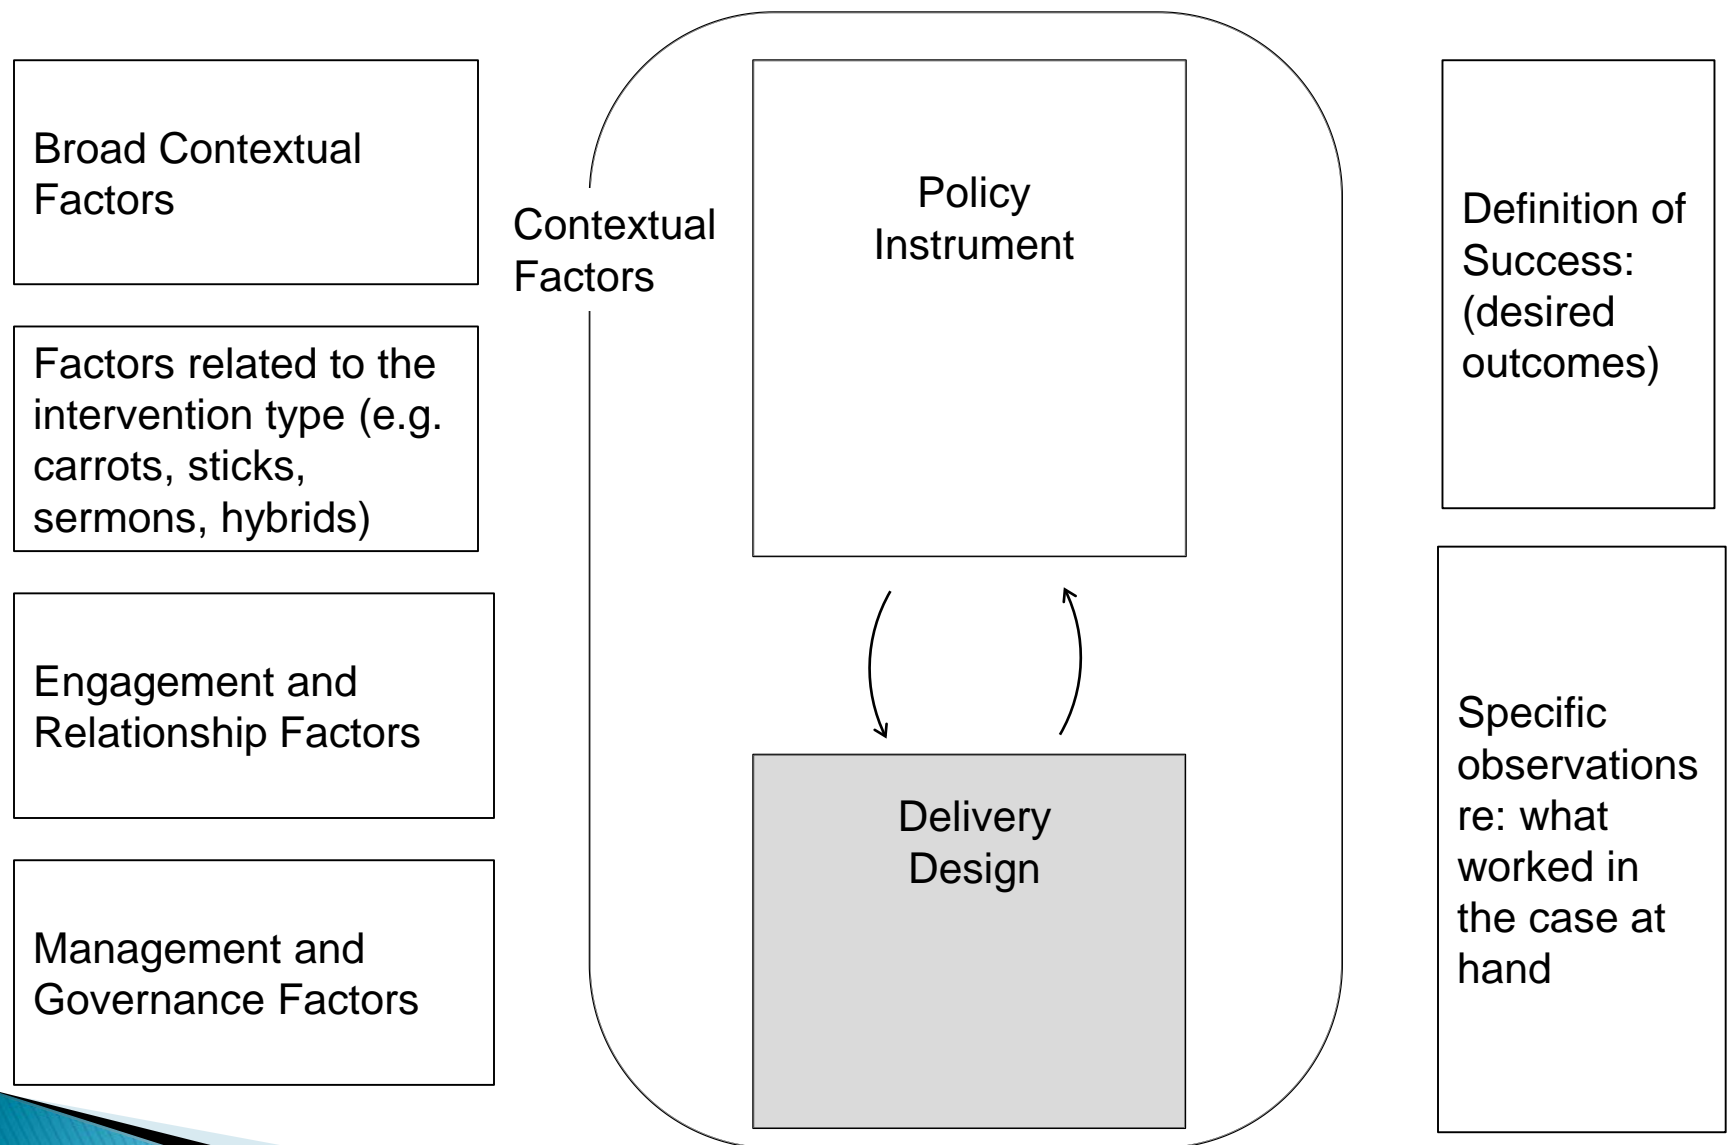 Broad Contextual
Factors
Factors related to the
intervention type (e.g.
carrots, sticks,
sermons, hybrids)
Engagement and
Relationship Factors
Management and
Governance Factors
Contextual
Factors
Policy
Instrument
Delivery
Design
Definition of
Success:
(desired
outcomes)
Specific
observations
re: what
worked in
the case at
hand